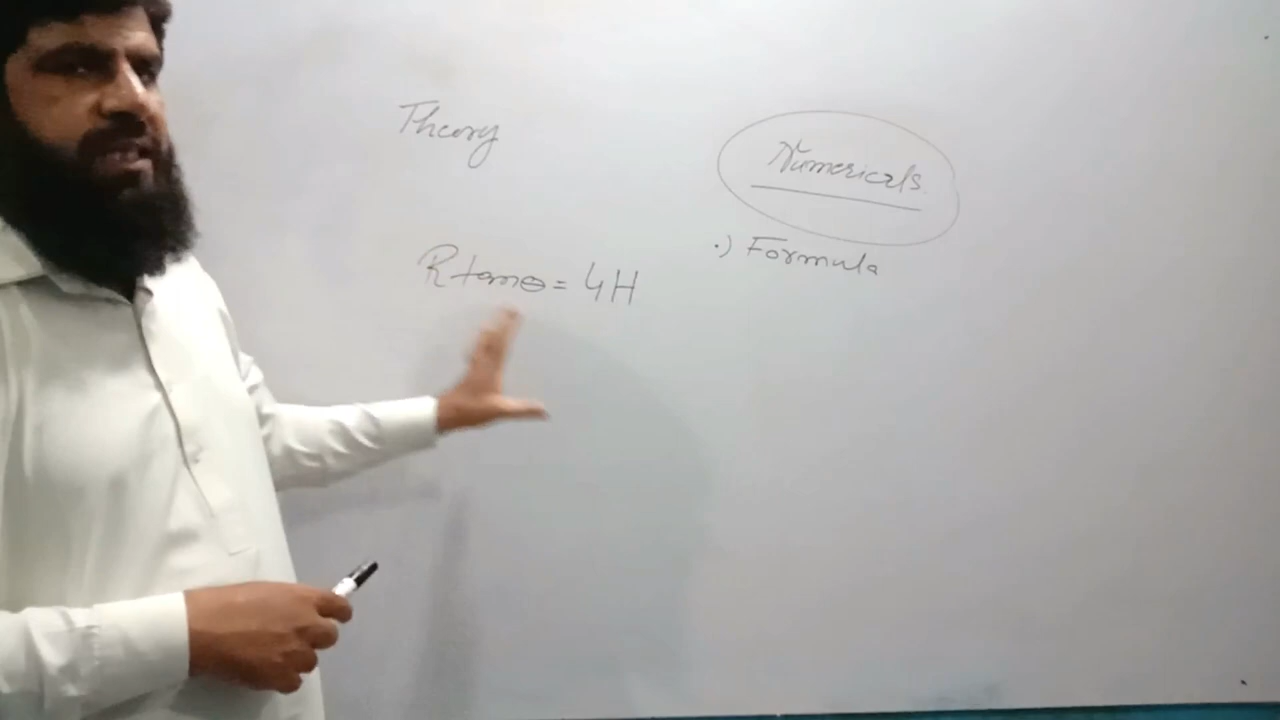 Theory
Numericals
R tanθ = 4H
·) Formula